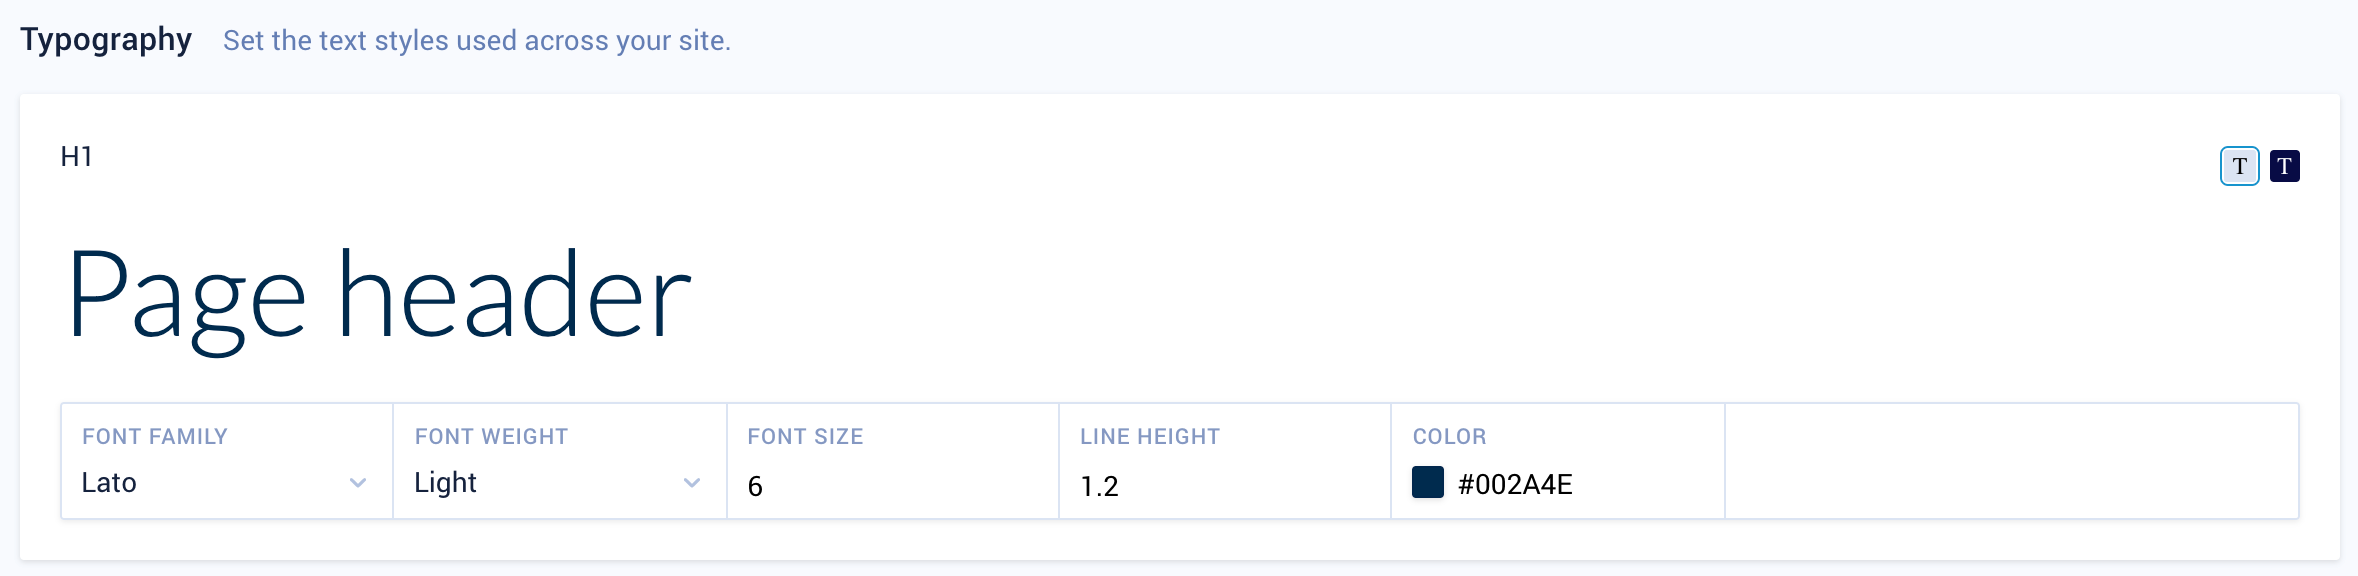 Typography Set the text styles used across your site.
H1
T T
Page header
FONT FAMILY FONT WEIGHT FONT SIZE LINE HEIGHT COLOR
Lato Light 6 1.2 #002A4E